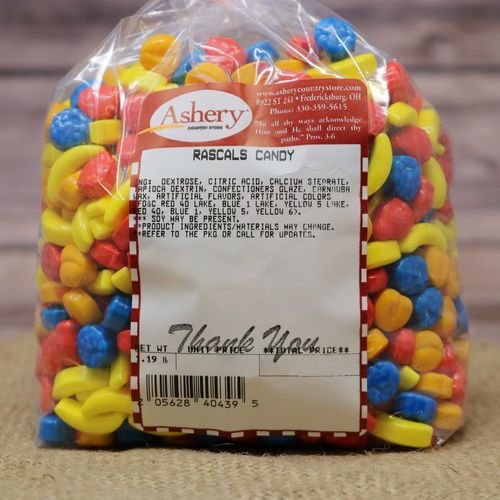 Ashery
COUNTRY STORE
www.asherycountrystore.com
8922 ST 241 • Fredericksburg, OH
Phone: 330-359-5615
"In all thy ways acknowledge
Him and He shall direct thy
paths." Prov. 3:6
RASCALS CANDY
NG: DEXTROSE, CITRIC ACID, CALCIUM STEARATE,
APIOCA DEXTRIN, CONFECTIONERS GLAZE, CARNAUBA
AX, ARTIFICIAL FLAVORS, ARTIFICIAL COLORS
FD&C RED 40 LAKE, BLUE 1 LAKE, YELLOW 5 LAKE,
ED 40, BLUE 1, YELLOW 5, YELLOW 6).
** SOY MAY BE PRESENT.
**PRODUCT INGREDIENTS/MATERIALS MAY CHANGE.
*REFER TO THE PKG OR CALL FOR UPDATES.
Thank You
ET WT UNIT PRICE **TOTAL PRICE**
.19 lb
05628 40439 5